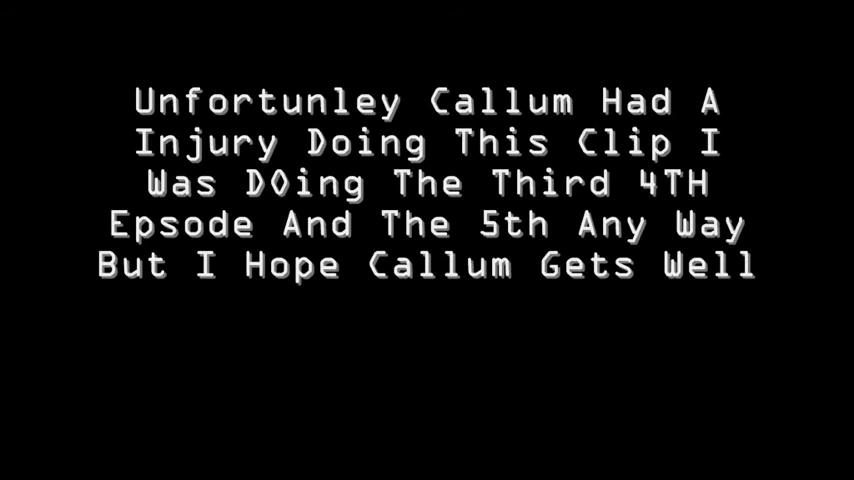 Unfortunley Callum Had A
Injury Doing This Clip I
Was DOing The Third 4TH
Epsode And The 5th Any Way
But I Hope Callum Gets Well